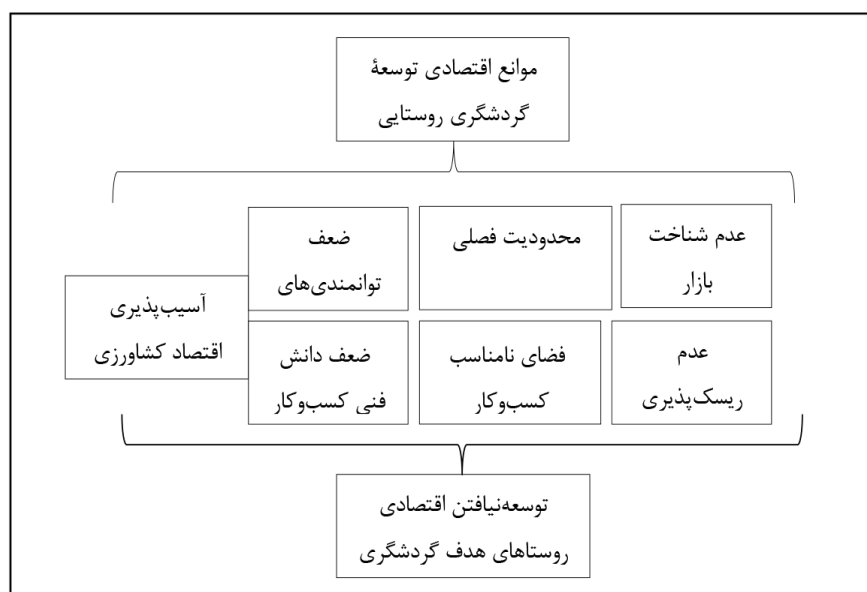 موانع اقتصادی توسعهٔ
گردشگری روستایی
عدم شناخت
بازار
محدودیت فصلی
ضعف
توانمندی‌های
آسیب‌پذیری
اقتصاد کشاورزی
عدم
ریسک‌پذیری
فضای نامناسب
کسب‌وکار
ضعف دانش
فنی کسب‌وکار
توسعه‌نیافتن اقتصادی
روستاهای هدف گردشگری